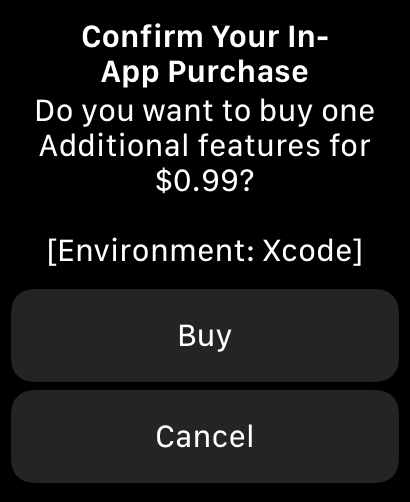 Confirm Your In-
App Purchase
Do you want to buy one
Additional features for
$0.99?
[Environment: Xcode]
Buy
Cancel